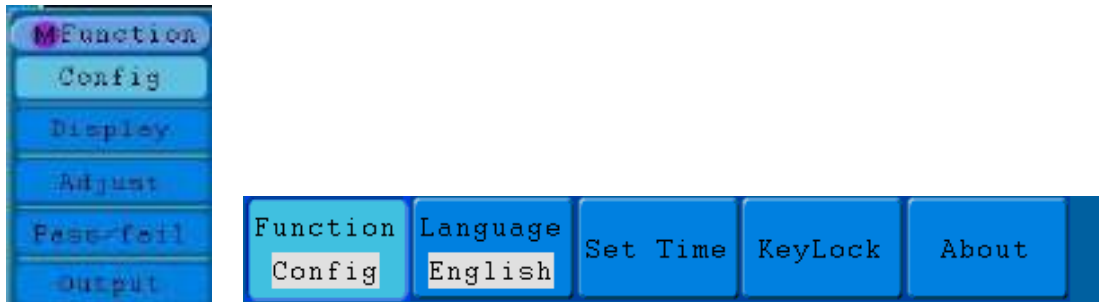 MFunction
Config
Display
Adjust
Pass/fail
Output
Function
Config
Language
English
Set Time
KeyLock
About